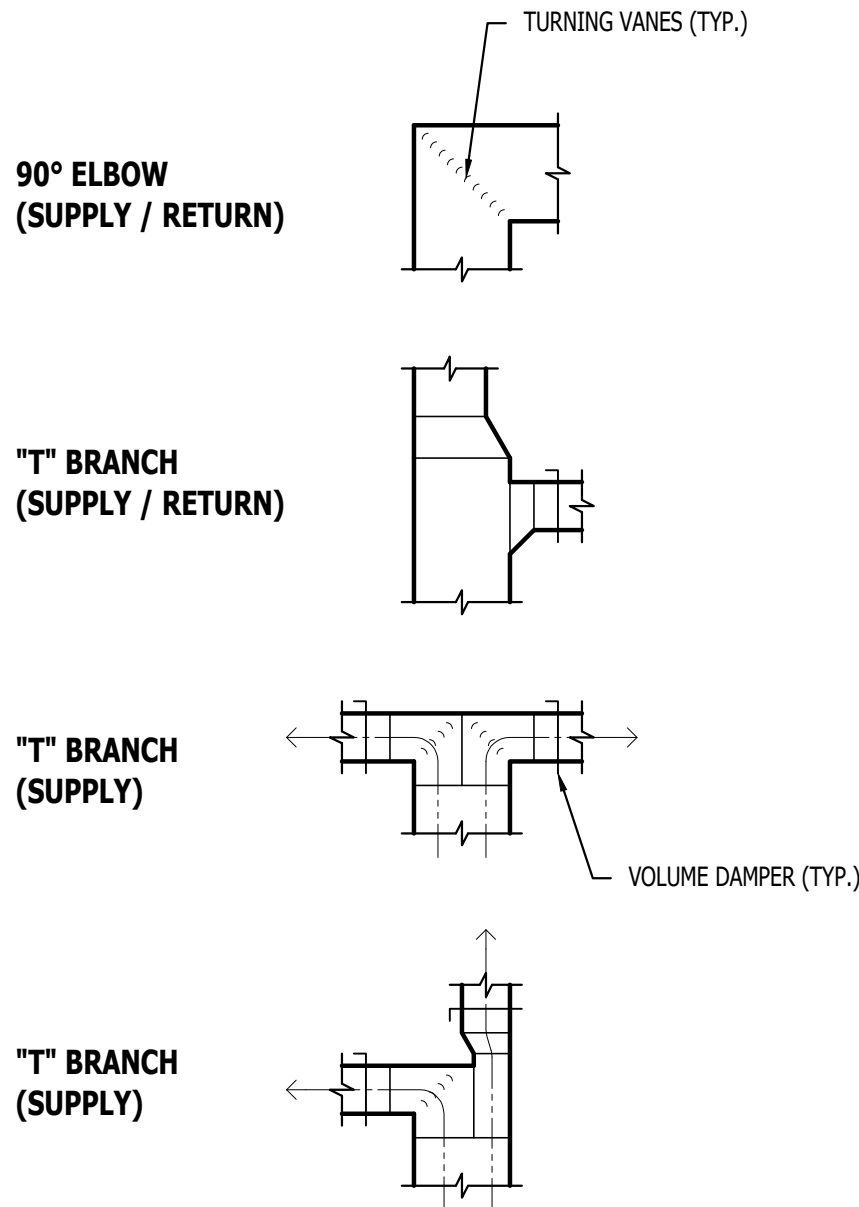 TURNING VANES (TYP.)
90° ELBOW
(SUPPLY / RETURN)
"T" BRANCH
(SUPPLY / RETURN)
"T" BRANCH
(SUPPLY)
VOLUME DAMPER (TYP.)
"T" BRANCH
(SUPPLY)